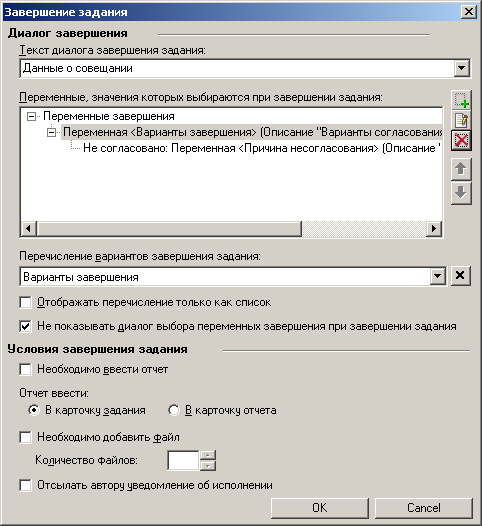 Завершение задания
Диалог завершения
Текст диалога завершения задания:
Данные о совещании
Переменные, значения которых выбираются при завершении задания:
Переменные завершения
Переменная <Варианты завершения> (Описание "Варианты согласования
Не согласовано: Переменная <Причина несогласования> (Описание "
Перечисление вариантов завершения задания:
Варианты завершения
Отображать перечисление только как список
Не показывать диалог выбора переменных завершения при завершении задания
Условия завершения задания
Необходимо ввести отчет
Отчет ввести:
В карточку задания В карточку отчета
Необходимо добавить файл
Количество файлов:
Отсылать автору уведомление об исполнении
OK Cancel